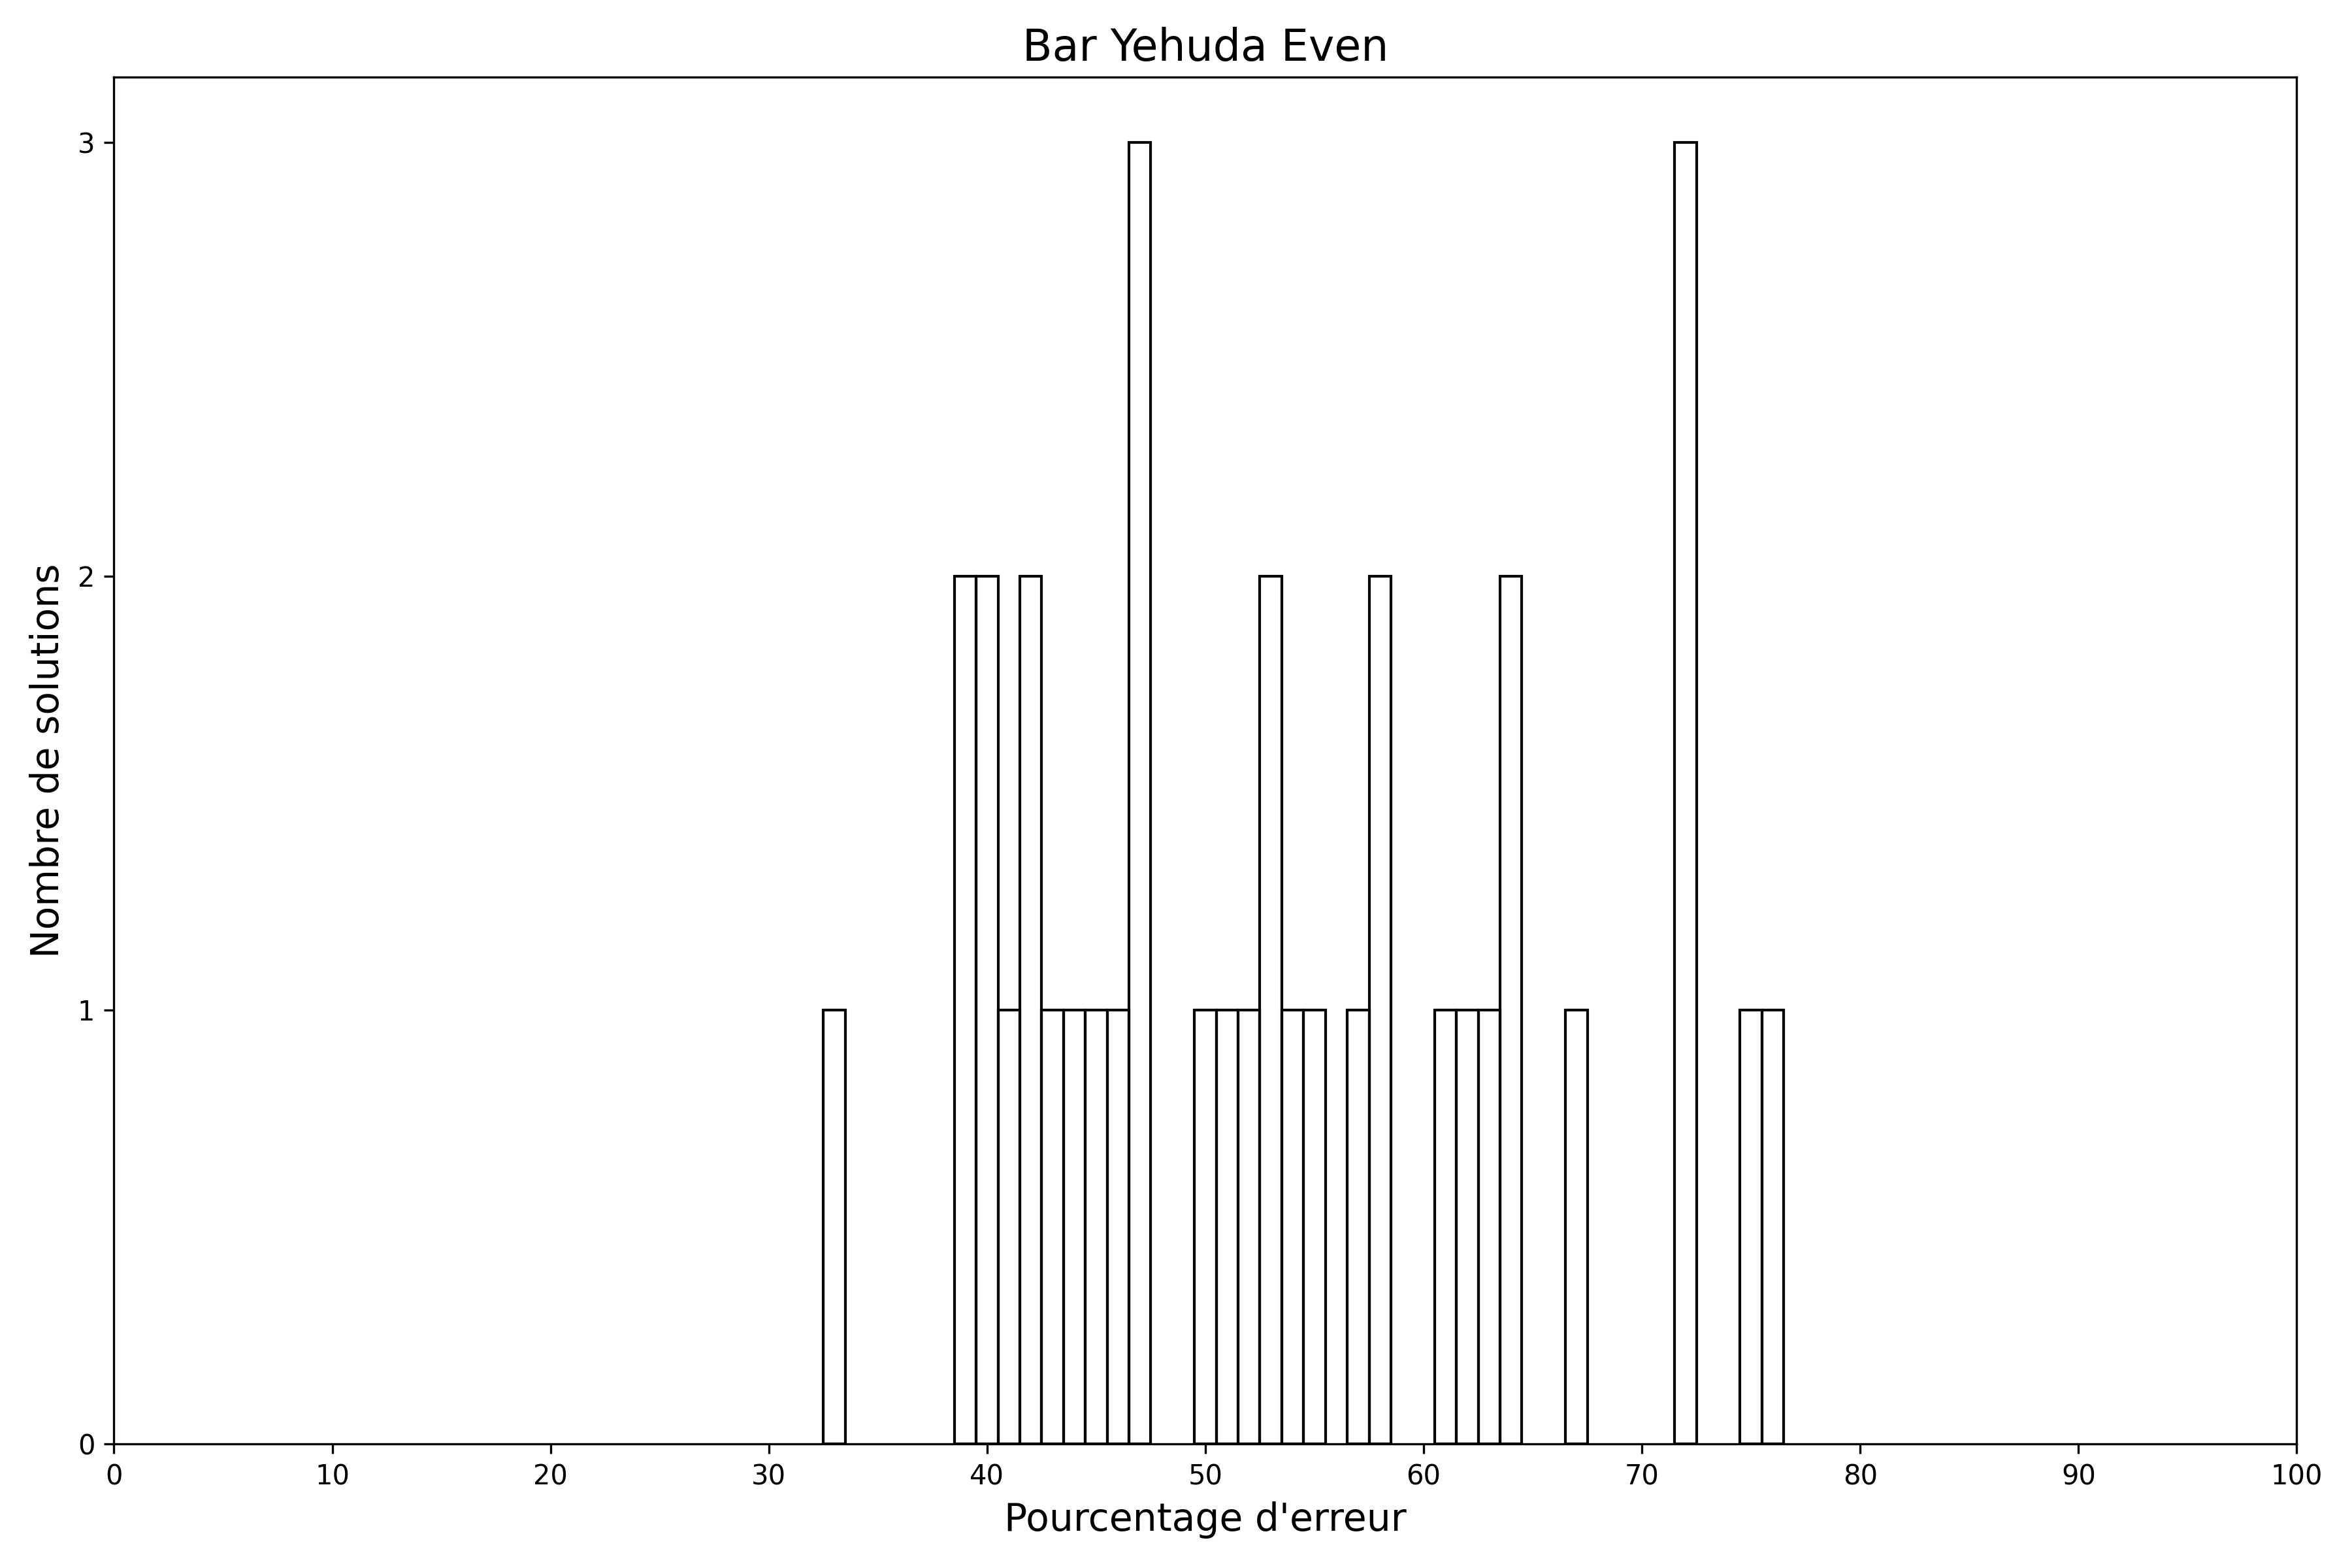 Bar Yehuda Even
Nombre de solutions
3
2
1
0
0 10 20 30 40 50 60 70 80 90 100
Pourcentage d'erreur